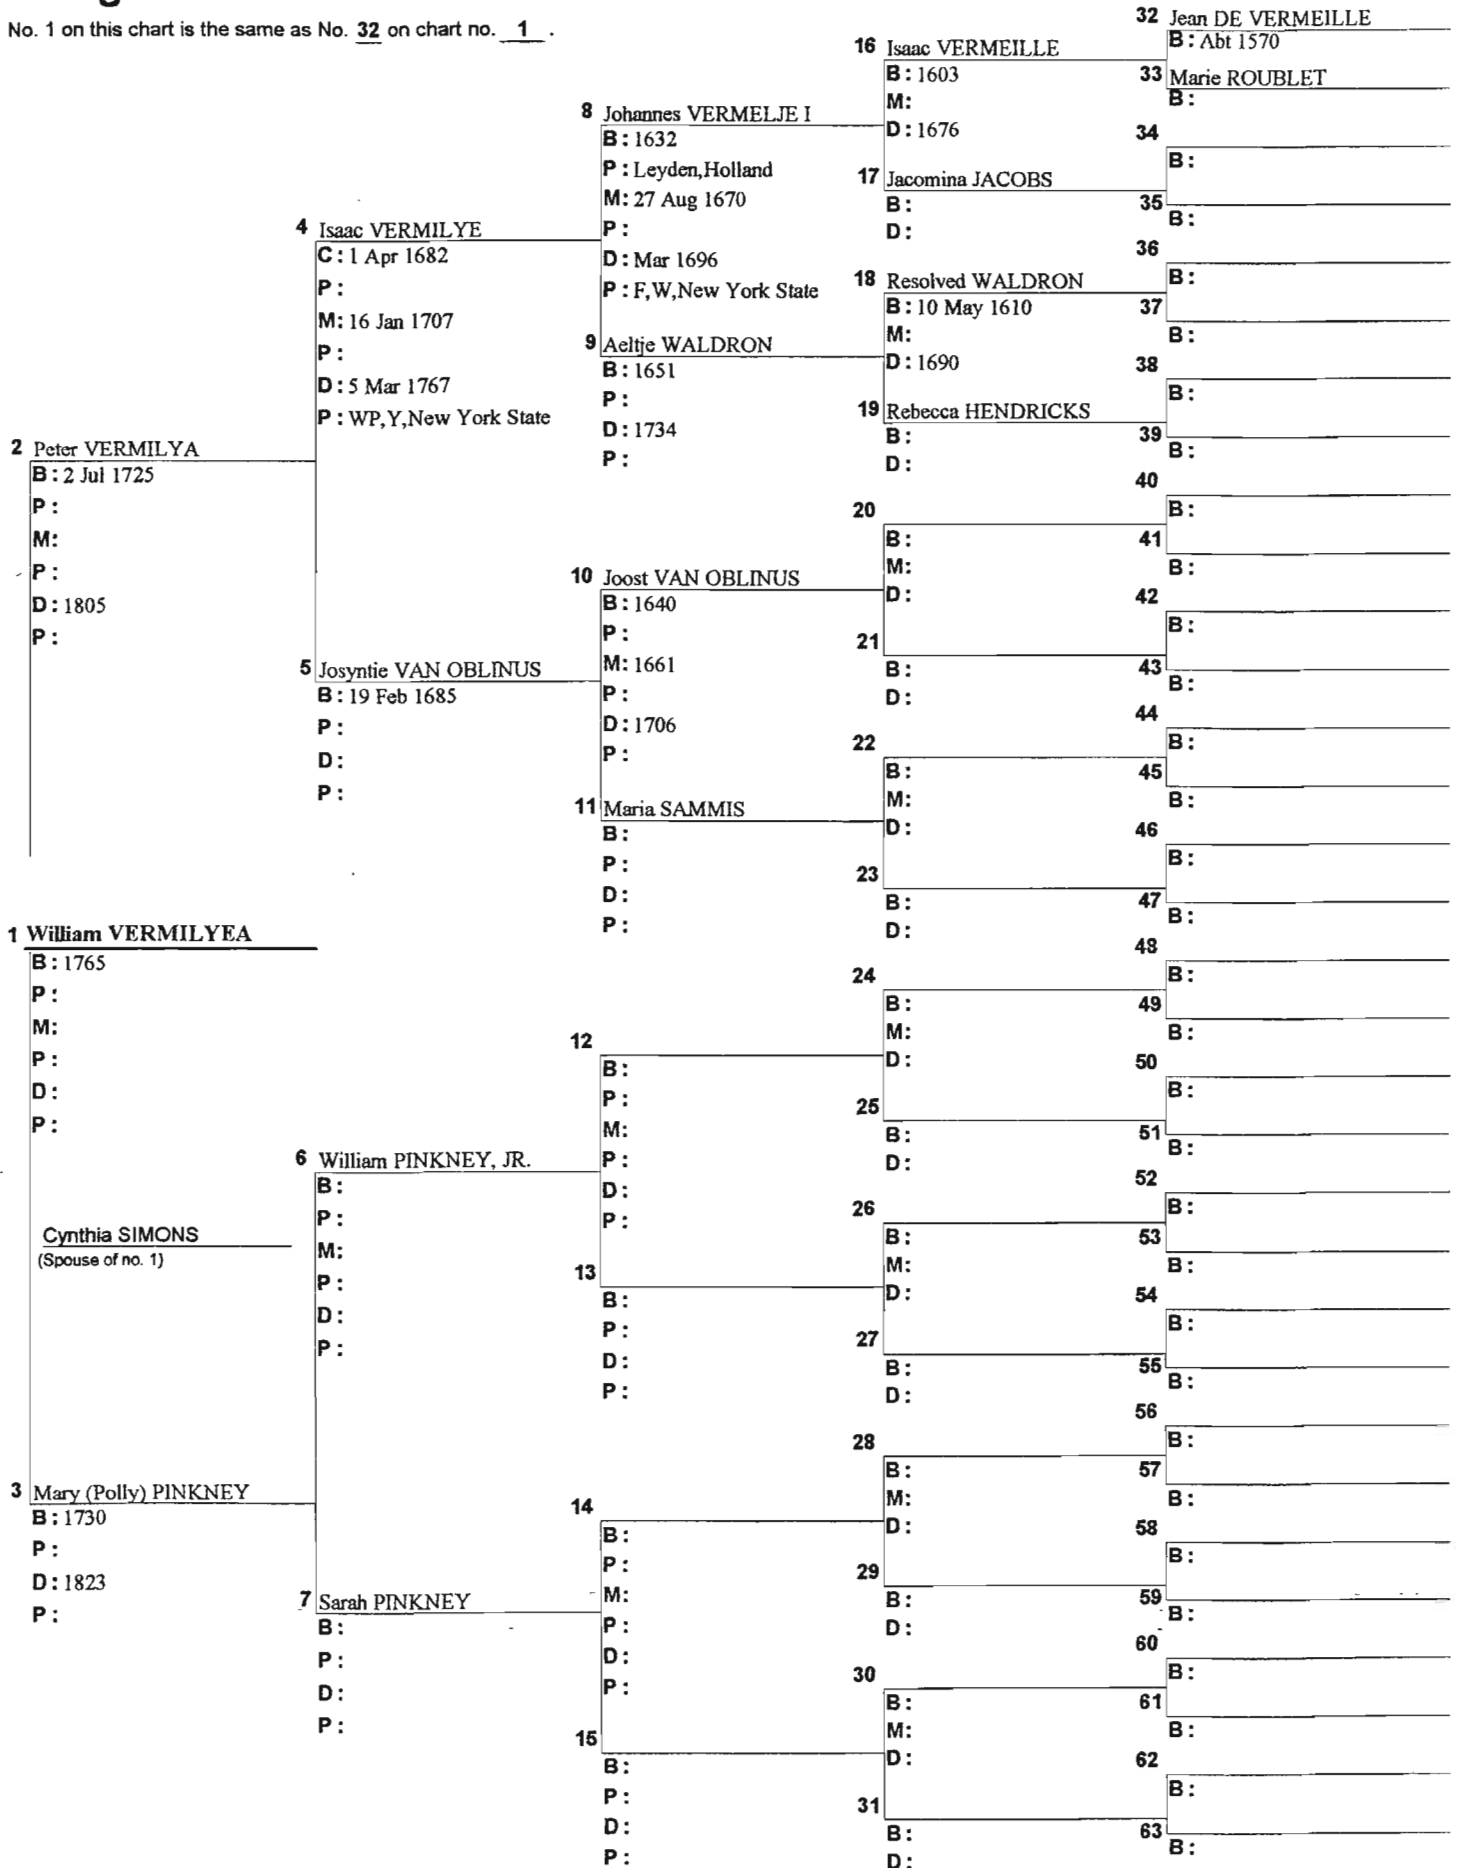 No. 1 on this chart is the same as No. 32 on chart no. 1 .
1 William VERMILYEA
B: 1765
P:
M:
P:
D:
P:
Cynthia SIMONS
(Spouse of no. 1)
2 Peter VERMILYA
B: 2 Jul 1725
P:
M:
P:
D: 1805
P:
3 Mary (Polly) PINKNEY
B: 1730
P:
D: 1823
P:
4 Isaac VERMILYE
C: 1 Apr 1682
P:
M: 16 Jan 1707
P:
D: 5 Mar 1767
P: WP,Y,New York State
5 Josyntie VAN OBLINUS
B: 19 Feb 1685
P:
D:
P:
6 William PINKNEY, JR.
B:
P:
M:
P:
D:
P:
7 Sarah PINKNEY
B:
P:
D:
P:
8 Johannes VERMELJE I
B: 1632
P: Leyden,Holland
M: 27 Aug 1670
P:
D: Mar 1696
P: F,W,New York State
9 Aeltje WALDRON
B: 1651
P:
D: 1734
P:
10 Joost VAN OBLINUS
B: 1640
P:
M: 1661
P:
D: 1706
P:
11 Maria SAMMIS
B:
P:
D:
P:
12
B:
P:
M:
P:
D:
P:
13
B:
P:
D:
P:
14
B:
P:
M:
P:
D:
P:
15
B:
P:
D:
P:
16 Isaac VERMEILLE
B: 1603
M:
D: 1676
17 Jacomina JACOBS
B:
D:
18 Resolved WALDRON
B: 10 May 1610
M:
D: 1690
19 Rebecca HENDRICKS
B:
D:
20
B:
M:
D:
21
B:
D:
22
B:
M:
D:
23
B:
D:
24
B:
M:
D:
25
B:
D:
26
B:
M:
D:
27
B:
D:
28
B:
M:
D:
29
B:
D:
30
B:
M:
D:
31
B:
D:
32 Jean DE VERMEILLE
B: Abt 1570
33 Marie ROUBLET
B:
34
B:
35
B:
36
B:
37
B:
38
B:
39
B:
40
B:
41
B:
42
B:
43
B:
44
B:
45
B:
46
B:
47
B:
48
B:
49
B:
50
B:
51
B:
52
B:
53
B:
54
B:
55
B:
56
B:
57
B:
58
B:
59
B:
60
B:
61
B:
62
B:
63
B: